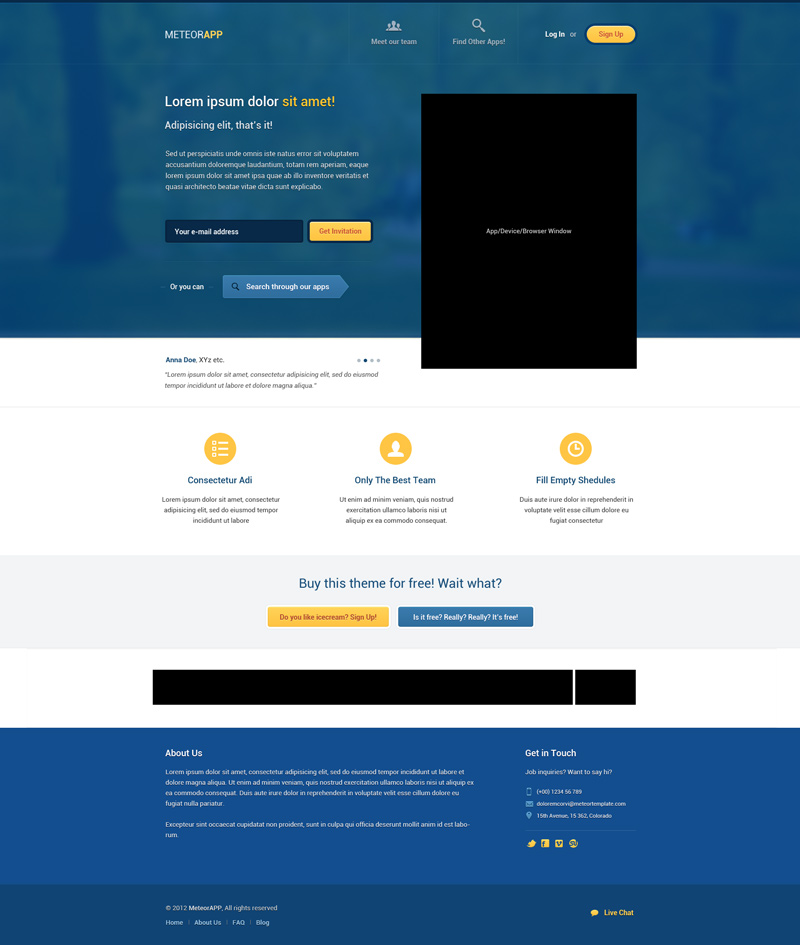 METEORAPP
Meet our team
Find Other Apps!
Log In or
Sign Up
Lorem ipsum dolor sit amet!
Adipisicing elit, that's it!
Sed ut perspiciatis unde omnis iste natus error sit voluptatem
accusantium doloremque laudantium, totam rem aperiam, eaque
lorem ipsum dolor sit amet ipsa quae ab illo inventore veritatis et
quasi architecto beatae vitae dicta sunt explicabo.
Your e-mail address
Get Invitation
Or you can
Search through our apps
App/Device/Browser Window
Anna Doe, XYz etc.
"Lorem ipsum dolor sit amet, consectetur adipisicing elit, sed do eiusmod
tempor incididunt ut labore et dolore magna aliqua."
Consectetur Adi
Lorem ipsum dolor sit amet, consectetur
adipisicing elit, sed do eiusmod tempor
incididunt ut labore
Only The Best Team
Ut enim ad minim veniam, quis nostrud
exercitation ullamco laboris nisi ut
aliquip ex ea commodo consequat.
Fill Empty Shedules
Duis aute irure dolor in reprehenderit in
voluptate velit esse cillum dolore eu
fugiat consectetur
Buy this theme for free! Wait what?
Do you like icecream? Sign Up!
Is it free? Really? Really? It's free!
About Us
Lorem ipsum dolor sit amet, consectetur adipisicing elit, sed do eiusmod tempor incididunt ut labore et
dolore magna aliqua. Ut enim ad minim veniam, quis nostrud exercitation ullamco laboris nisi ut aliquip ex
ea commodo consequat. Duis aute irure dolor in reprehenderit in voluptate velit esse cillum dolore eu
fugiat nulla pariatur.
Excepteur sint occaecat cupidatat non proident, sunt in culpa qui officia deserunt mollit anim id est labo-
rum.
Get in Touch
Job inquiries? Want to say hi?
(+00) 1234 56 789
doloremcorvi@meteortemplate.com
15th Avenue, 15 362, Colorado
© 2012 MeteorAPP, All rights reserved
Home | About Us | FAQ | Blog
Live Chat